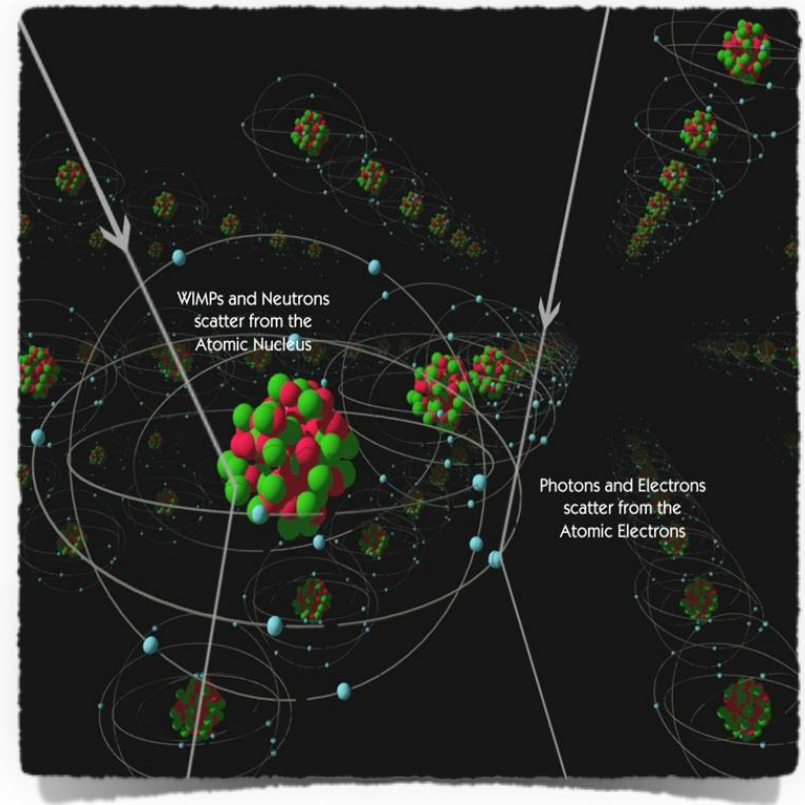 WIMPs and Neutrons
scatter from the
Atomic Nucleus
Photons and Electrons
scatter from the
Atomic Electrons